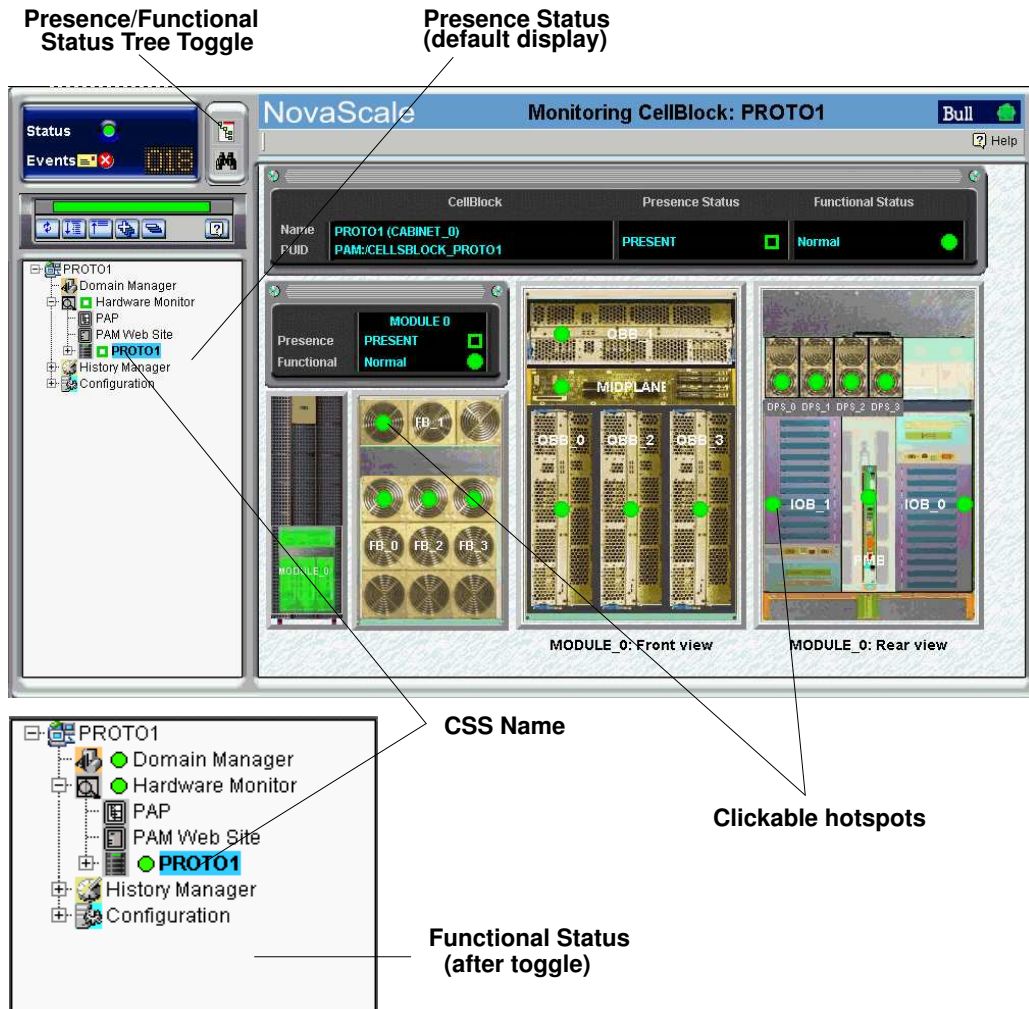 Presence/Functional
Status Tree Toggle
Presence Status
(default display)
Status
Events
018
NovaScale
Monitoring CellBlock: PROTO1
Bull
Help
CellBlock
Presence Status
Functional Status
Name
PROTO1 (CABINET_0)
PUID
PAM:/CELLSBLOCK_PROTO1
PRESENT
Normal
PROTO1
Domain Manager
Hardware Monitor
PAP
PAM Web Site
PROTO1
History Manager
Configuration
MODULE 0
Presence
PRESENT
Functional
Normal
MODULE_0
FB_1
FB_0
FB_2
FB_3
QBB_1
MIDPLANE
QBB_0
QBB_2
QBB_3
DPS_0 DPS_1 DPS_2 DPS_3
IOB_1
IOB_0
PMB
MODULE_0: Front view
MODULE_0: Rear view
CSS Name
Clickable hotspots
PROTO1
Domain Manager
Hardware Monitor
PAP
PAM Web Site
PROTO1
History Manager
Configuration
Functional Status
(after toggle)